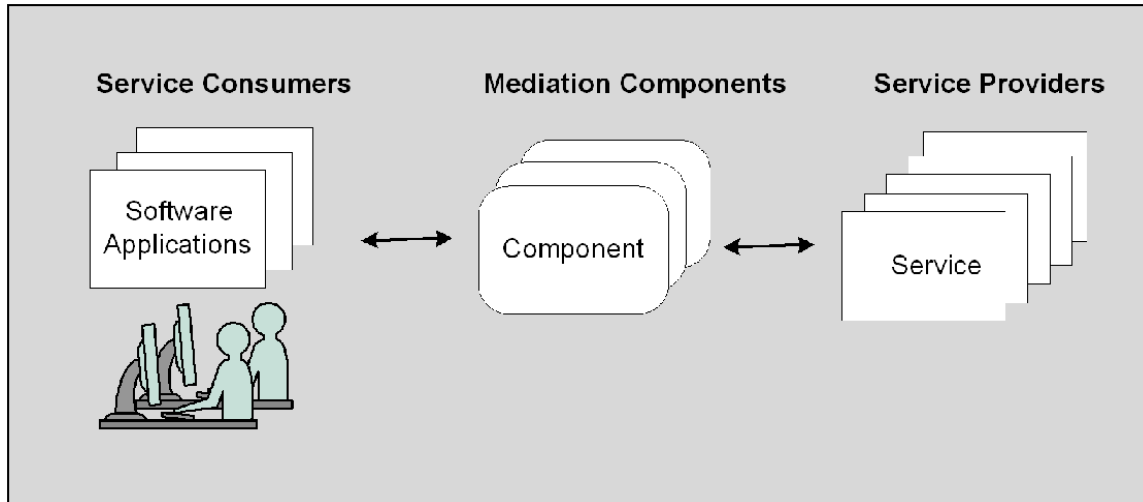 Service Consumers
Mediation Components
Service Providers
Software
Applications
Component
Service